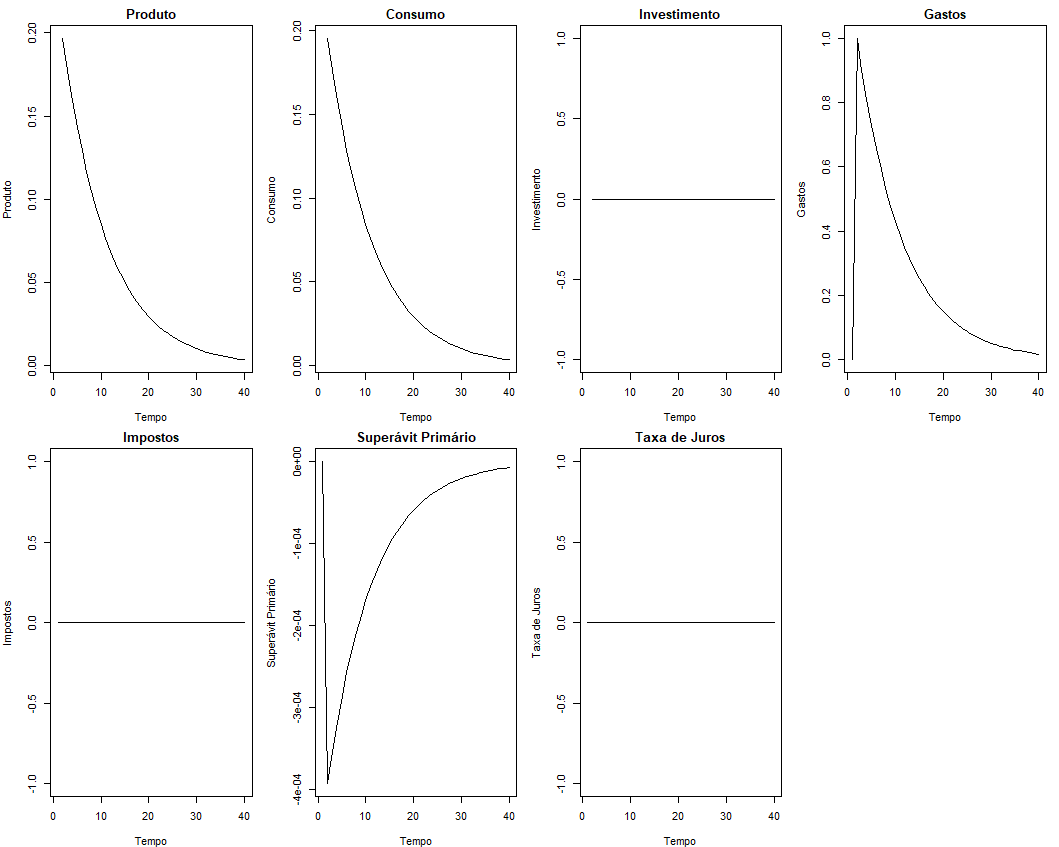 Produto
0.20
0.15
0.10
0.05
0.00
Produto
0 10 20 30 40
Tempo
Consumo
0.20
0.15
0.10
0.05
0.00
Consumo
0 10 20 30 40
Tempo
Investimento
1.0
0.5
0.0
-0.5
-1.0
Investimento
0 10 20 30 40
Tempo
Gastos
1.0
0.8
0.6
0.4
0.2
0.0
Gastos
0 10 20 30 40
Tempo
Impostos
1.0
0.5
0.0
-0.5
-1.0
Impostos
0 10 20 30 40
Tempo
Superávit Primário
0e+00
-1e-04
-2e-04
-3e-04
-4e-04
Superávit Primário
0 10 20 30 40
Tempo
Taxa de Juros
1.0
0.5
0.0
-0.5
-1.0
Taxa de Juros
0 10 20 30 40
Tempo